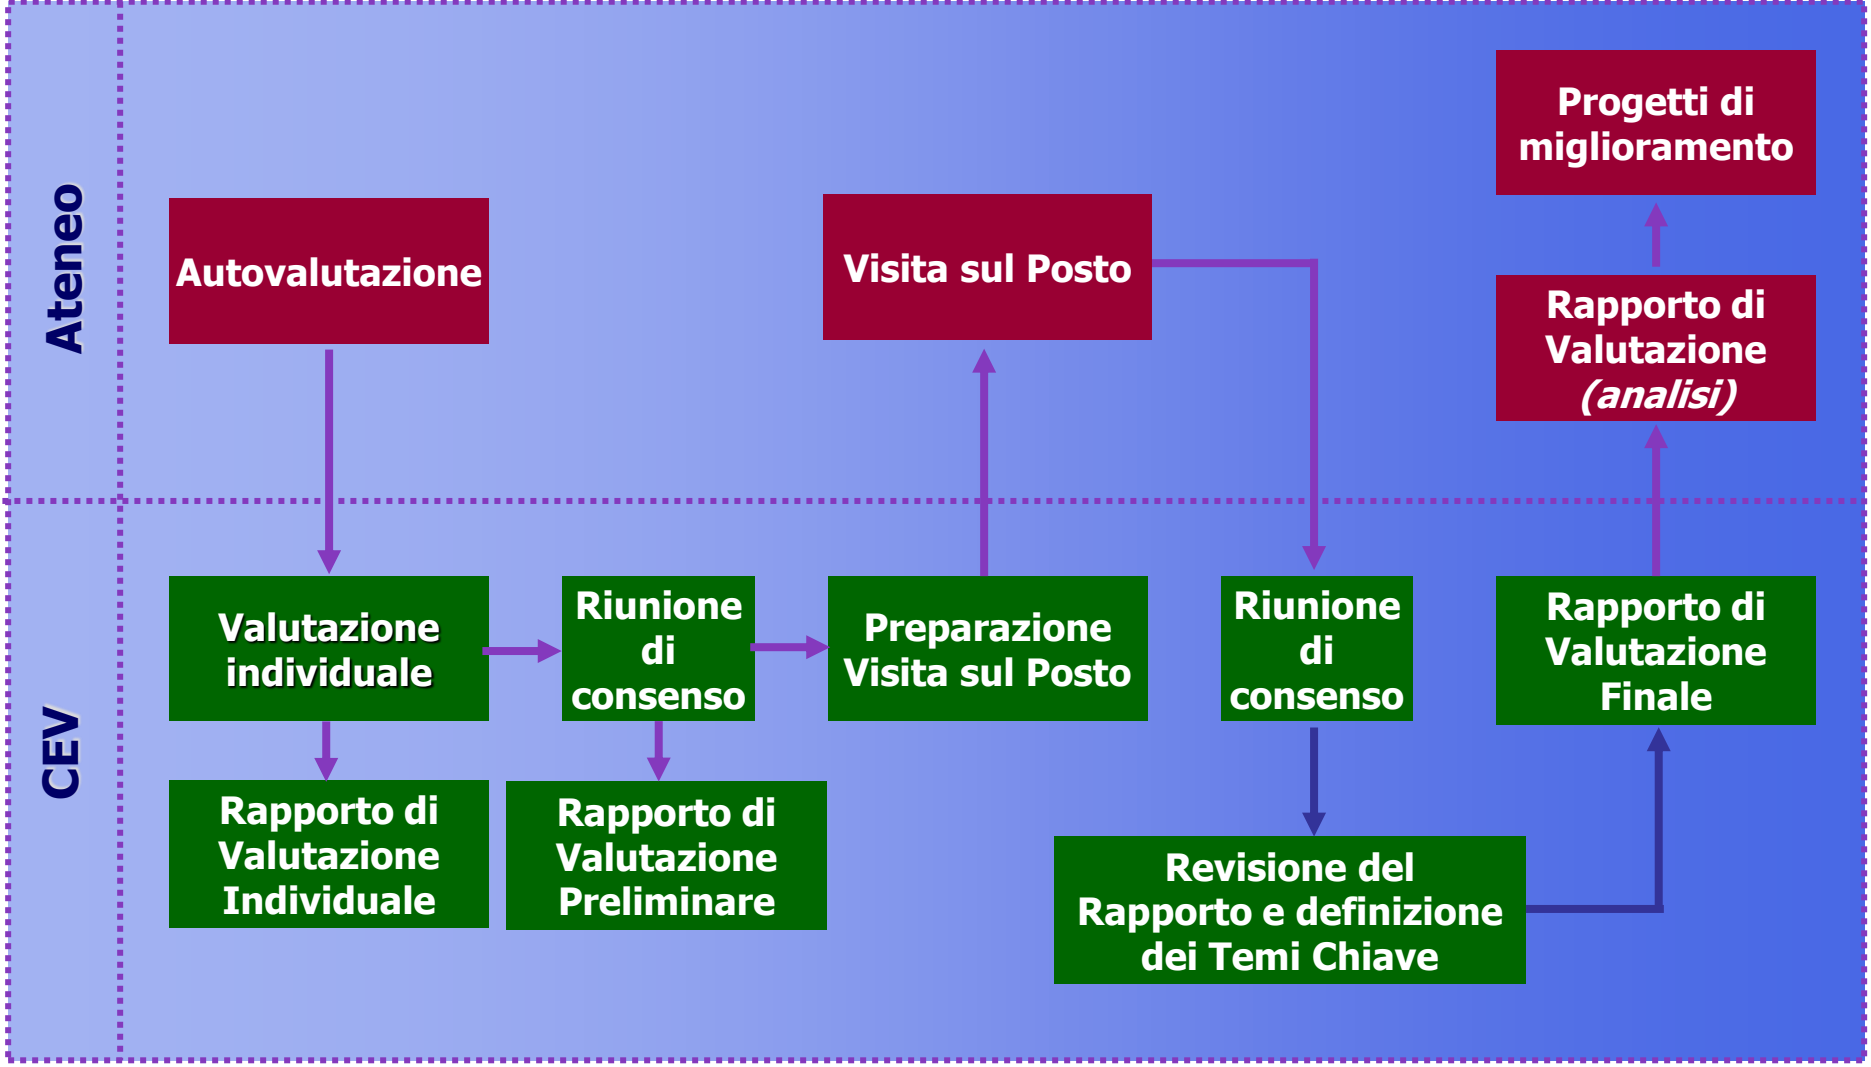 Ateneo
Autovalutazione
Visita sul Posto
Progetti di
miglioramento
Rapporto di
Valutazione
(analisi)
CEV
Valutazione
individuale
Riunione
di
consenso
Preparazione
Visita sul Posto
Riunione
di
consenso
Rapporto di
Valutazione
Finale
Rapporto di
Valutazione
Individuale
Rapporto di
Valutazione
Preliminare
Revisione del
Rapporto e definizione
dei Temi Chiave